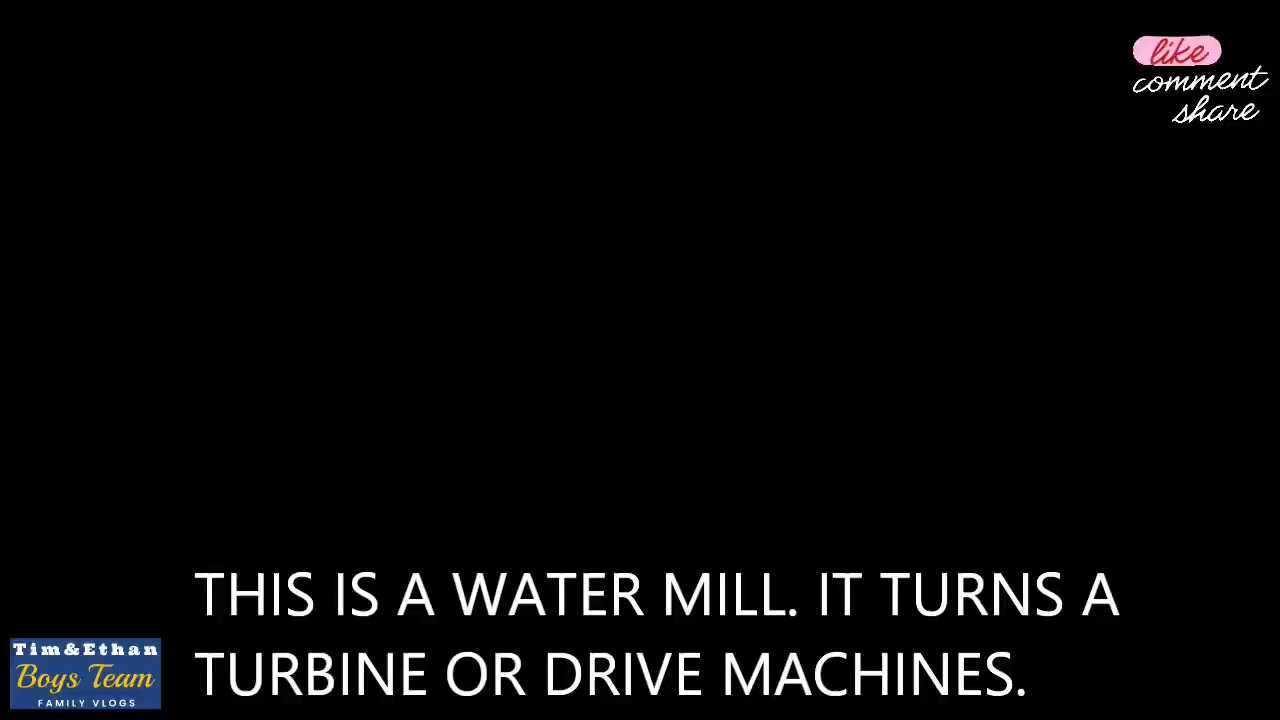 like
comment
share
THIS IS A WATER MILL. IT TURNS A
TURBINE OR DRIVE MACHINES.
Tim&Ethan
Boys Team
FAMILY VLOGS